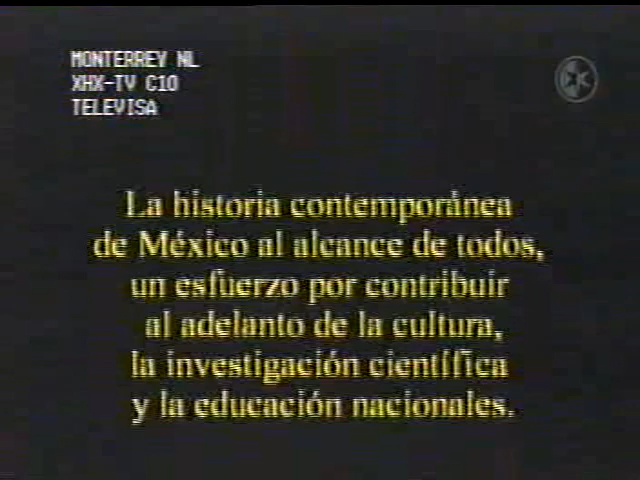 MONTERREY NL
XHX-TV C10
TELEVISA
La historia contemporánea
de México al alcance de todos,
un esfuerzo por contribuir
al adelanto de la cultura,
la investigación científica
y la educación nacionales.